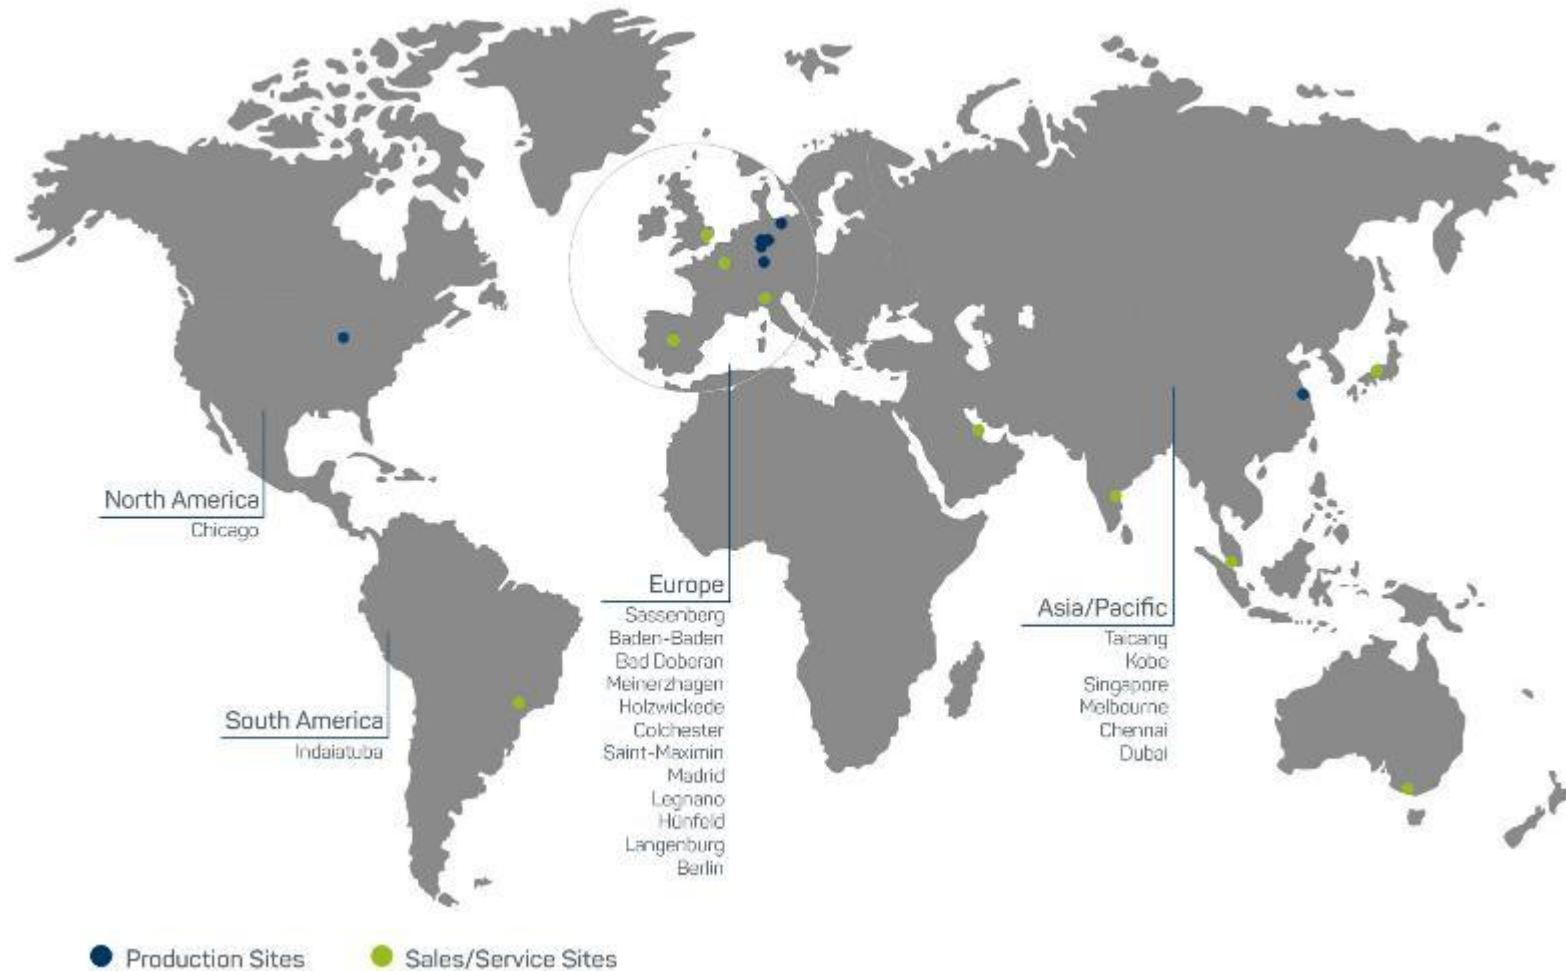 North America
Chicago
South America
Indaiatuba
Europe
Sassenberg
Baden-Baden
Bad Doberan
Meinerzhagen
Holzwickede
Colchester
Saint-Maximin
Madrid
Legnano
Hünfeld
Langenburg
Berlin
Asia/Pacific
Taicang
Kobe
Singapore
Melbourne
Chennai
Dubai
Production Sites
Sales/Service Sites